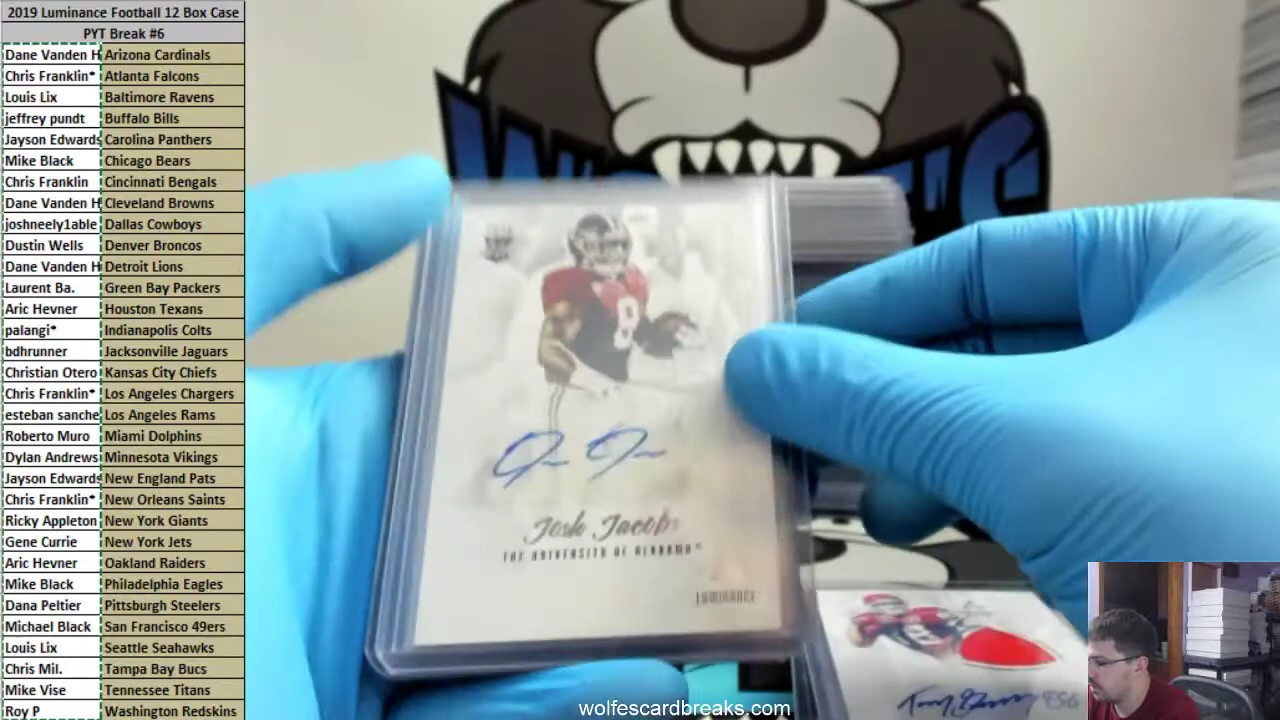 2019 Luminance Football 12 Box Case
PYT Break #6
Dane Vanden H Arizona Cardinals
Chris Franklin* Atlanta Falcons
Louis Lix Baltimore Ravens
jeffrey pundt Buffalo Bills
Jayson Edwards Carolina Panthers
Mike Black Chicago Bears
Chris Franklin Cincinnati Bengals
Dane Vanden H Cleveland Browns
joshneely1able Dallas Cowboys
Dustin Wells Denver Broncos
Dane Vanden H Detroit Lions
Laurent Ba. Green Bay Packers
Aric Hevner Houston Texans
palangi* Indianapolis Colts
bdhrunner Jacksonville Jaguars
Christian Otero Kansas City Chiefs
Chris Franklin* Los Angeles Chargers
esteban sanche Los Angeles Rams
Roberto Muro Miami Dolphins
Dylan Andrews Minnesota Vikings
Jayson Edwards New England Pats
Chris Franklin* New Orleans Saints
Ricky Appleton New York Giants
Gene Currie New York Jets
Aric Hevner Oakland Raiders
Mike Black Philadelphia Eagles
Dana Peltier Pittsburgh Steelers
Michael Black San Francisco 49ers
Louis Lix Seattle Seahawks
Chris Mil. Tampa Bay Bucs
Mike Vise Tennessee Titans
Roy P Washington Redskins
8
Josh Jacobs
THE UNIVERSITY OF ALABAMA
LUMINANCE
wolfescardbreaks.com